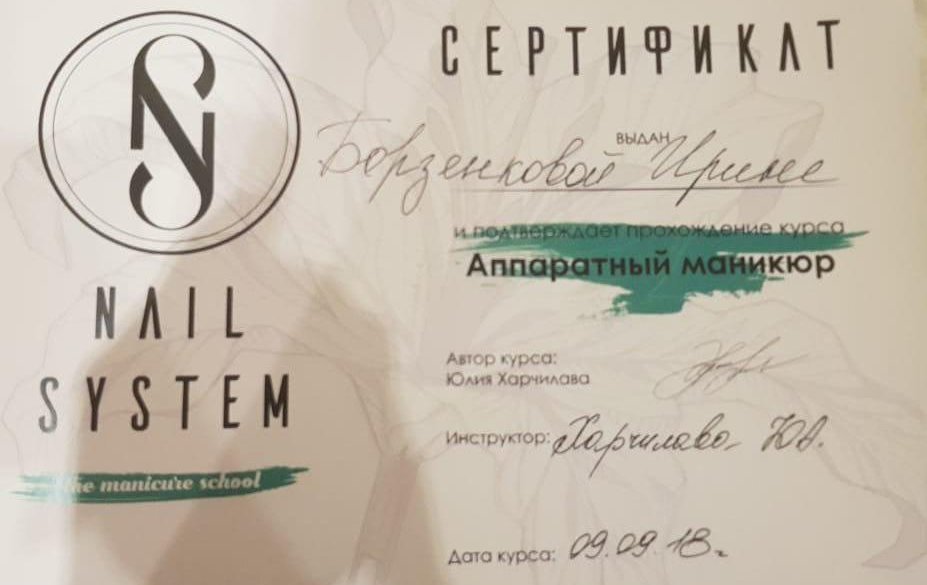 СЕРТИФИКАТ
ВЫДАН
Борзенковой Ирине
и подтверждает прохождение курса
Аппаратный маникюр
NAIL
SYSTEM
the manicure school
Автор курса:
Юлия Харчилава
Инструктор: Харчилава Ю.А.
Дата курса: 09.09.18г.